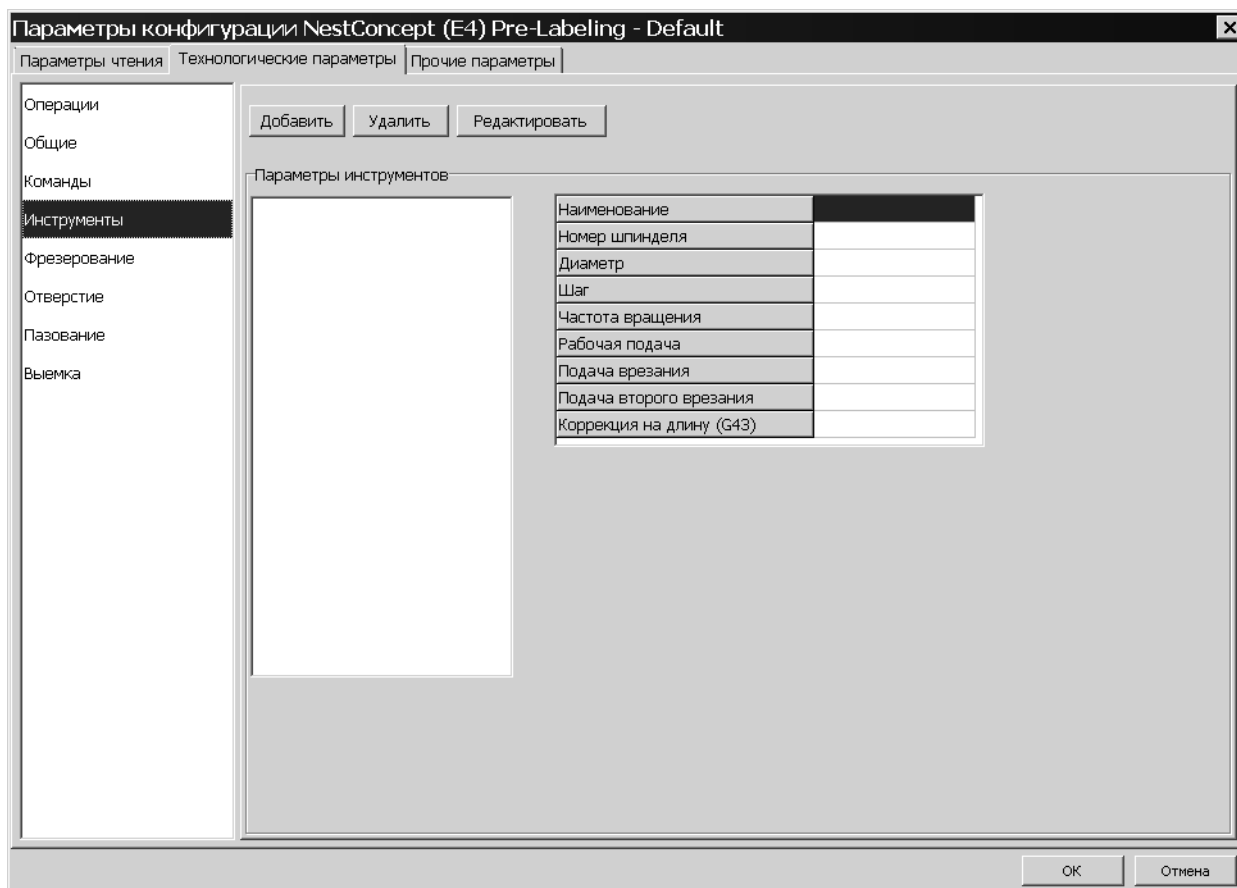 Параметры конфигурации NestConcept (E4) Pre-Labeling - Default
Параметры чтения Технологические параметры Прочие параметры
Операции
Общие
Команды
Инструменты
Фрезерование
Отверстие
Пазование
Выемка
Добавить Удалить Редактировать
Параметры инструментов
Наименование
Номер шпинделя
Диаметр
Шаг
Частота вращения
Рабочая подача
Подача врезания
Подача второго врезания
Коррекция на длину (G43)
ОК Отмена